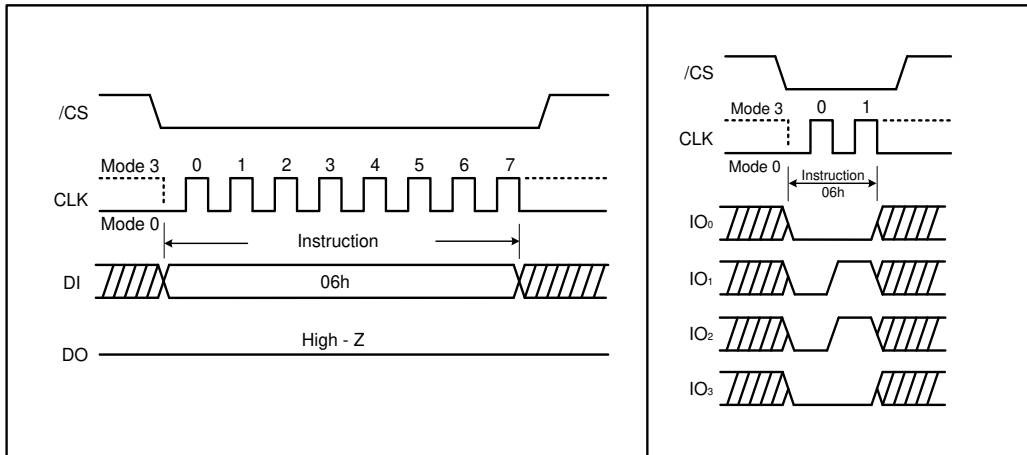 /CS
Mode 3 0 1 2 3 4 5 6 7
CLK
Mode 0
Instruction
DI 06h
High - Z
DO
/CS
Mode 3 0 1
CLK
Mode 0 Instruction
06h
IO₀
IO₁
IO₂
IO₃